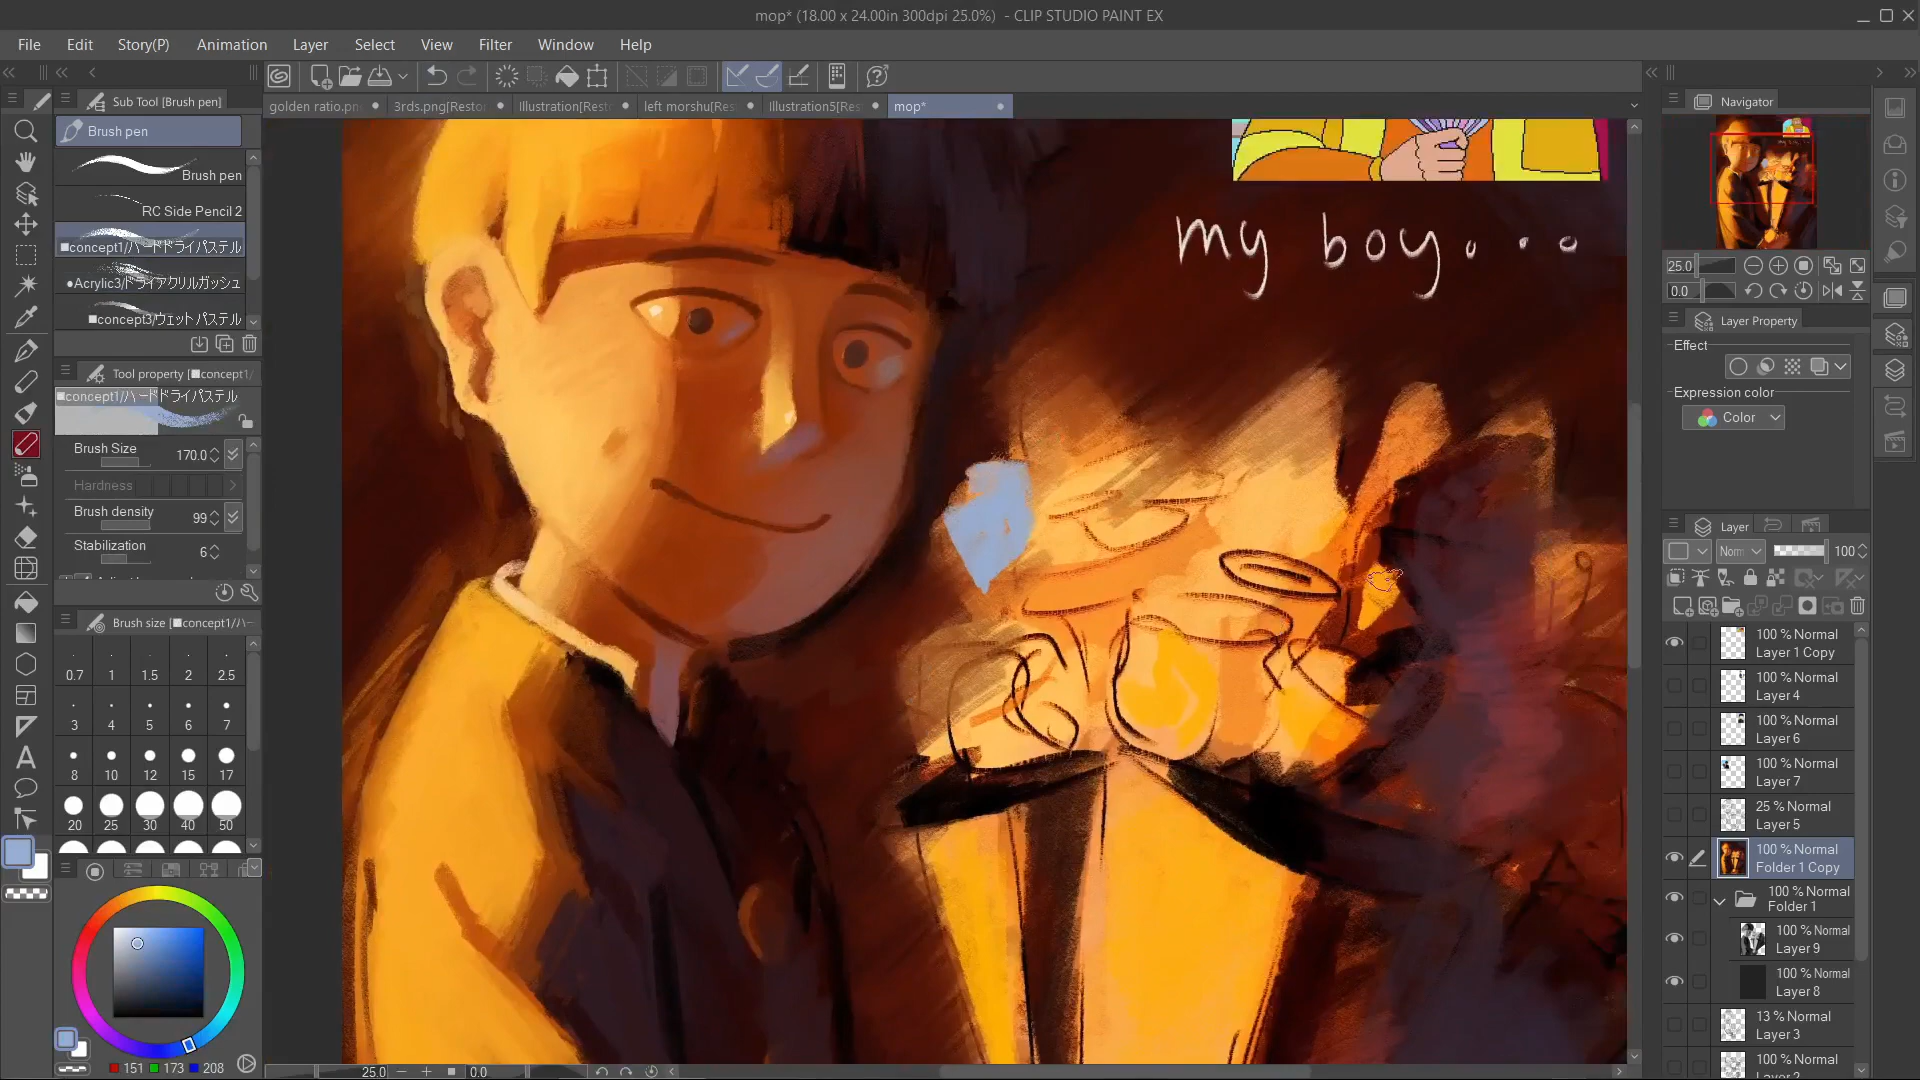 mop* (18.00 x 24.00in 300dpi 25.0%) - CLIP STUDIO PAINT EX
File Edit Story(P) Animation Layer Select View Filter Window Help
golden ratio.pn 3rds.png[Restor Illustration[Rest left morshu[Res Illustration5[Res mop*
Sub Tool [Brush pen]
Brush pen
Brush pen
RC Side Pencil 2
■concept1/ハードドライパステル
●Acrylic3/ドライアクリルガッシュ
■concept3/ウェットパステル
Tool property [■concept1/
■concept1/ハードドライパステル
Brush Size 170.0
Hardness
Brush density 99
Stabilization 6
Brush size [■concept1/ハー
0.7 1 1.5 2 2.5
3 4 5 6 7
8 10 12 15 17
20 25 30 40 50
151 173 208
my boy...
25.0 0.0
Navigator
25.0
0.0
Layer Property
Effect
Expression color
Color
Layer
Norm 100
100 % Normal
Layer 1 Copy
100 % Normal
Layer 4
100 % Normal
Layer 6
100 % Normal
Layer 7
25 % Normal
Layer 5
100 % Normal
Folder 1 Copy
100 % Normal
Folder 1
100 % Normal
Layer 9
100 % Normal
Layer 8
13 % Normal
Layer 3
100 % Normal
Layer 2